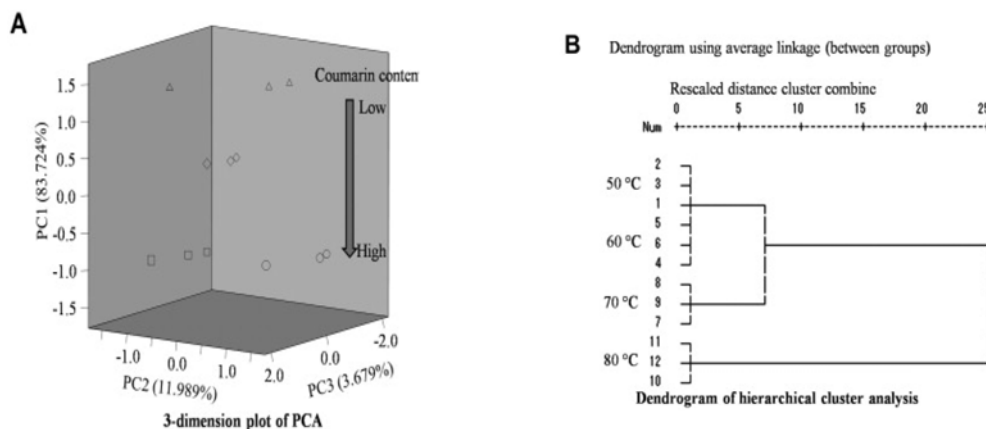 A
Coumarin conten
Low
High
1.5
1.0
0.5
0.0
-0.5
-1.0
-1.5
PC1 (83.724%)
-1.0
0.0
1.0
2.0
PC2 (11.989%)
0.0
-2.0
PC3 (3.679%)
3-dimension plot of PCA
B
Dendrogram using average linkage (between groups)
Rescaled distance cluster combine
0 5 10 15 20 25
Num
2
50 °C 3
1
5
60 °C 6
4
8
70 °C 9
7
11
80 °C 12
10
Dendrogram of hierarchical cluster analysis